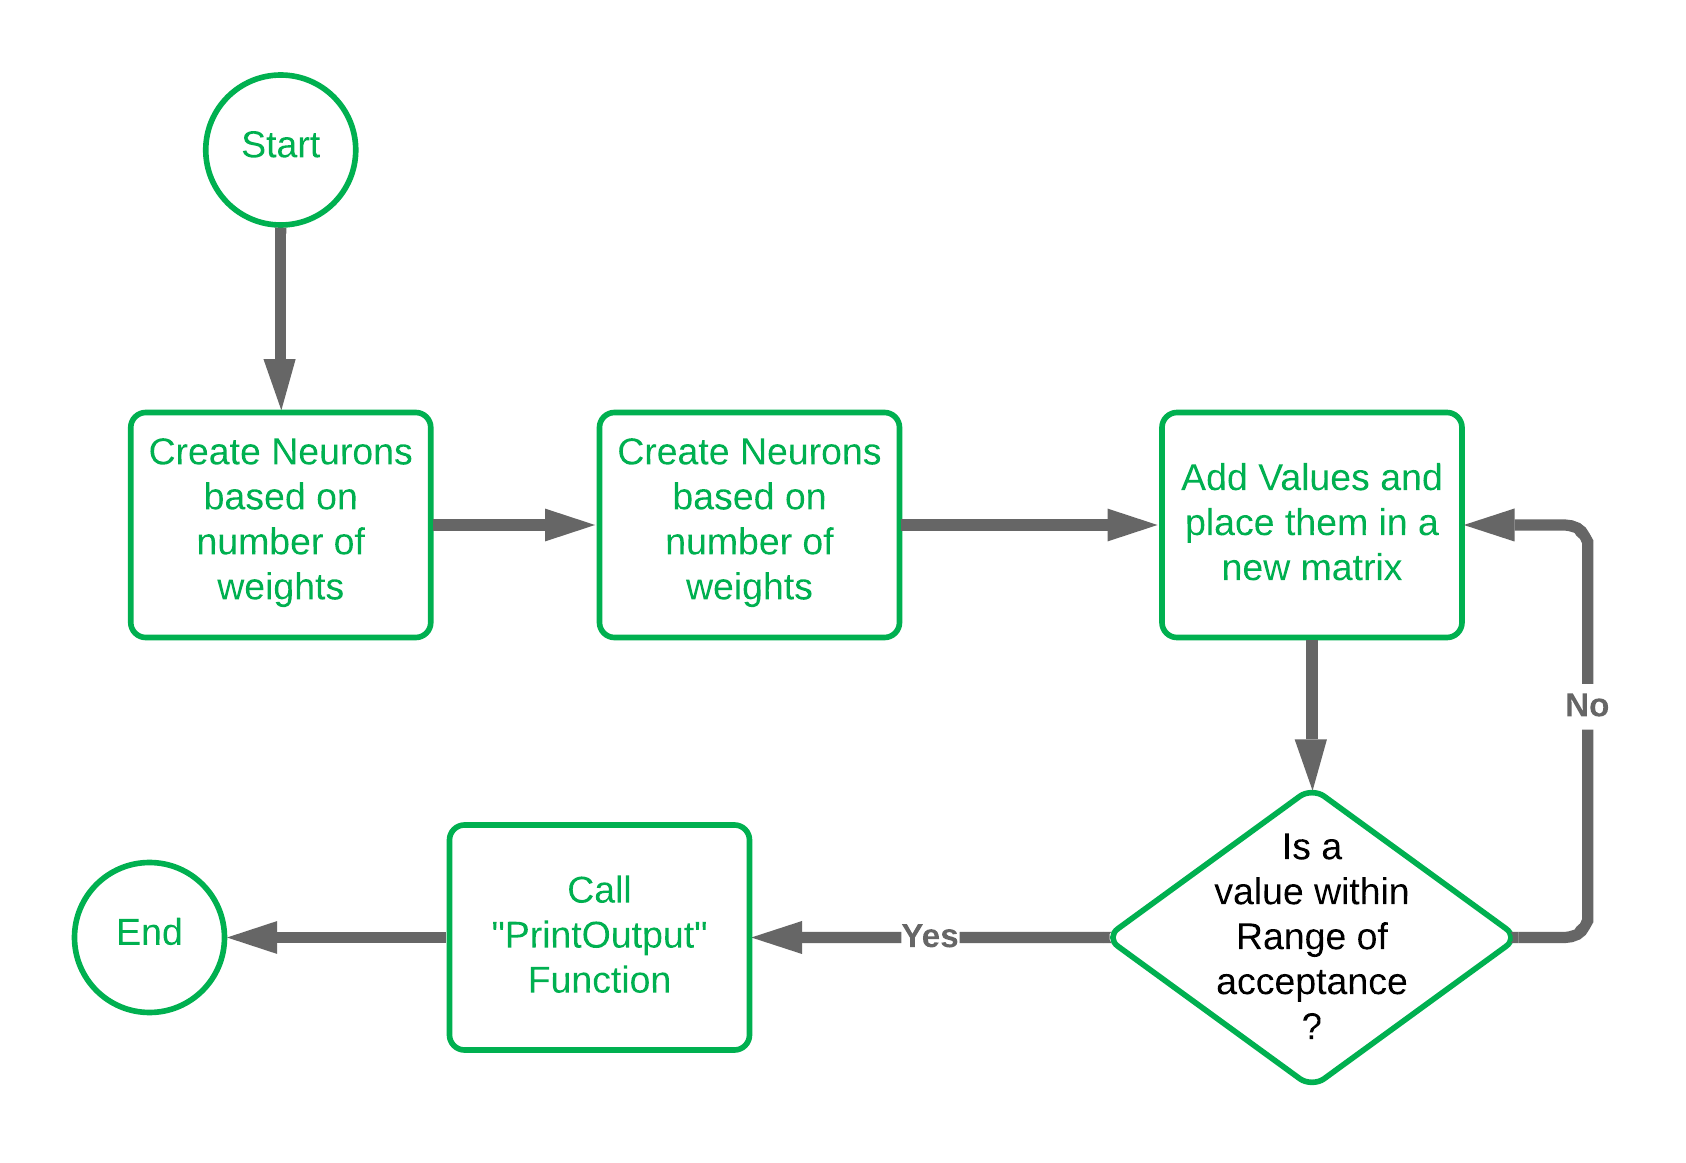 Start
Create Neurons
based on
number of
weights
Create Neurons
based on
number of
weights
Add Values and
place them in a
new matrix
No
Is a
value within
Range of
acceptance
?
Yes
Call
"PrintOutput"
Function
End